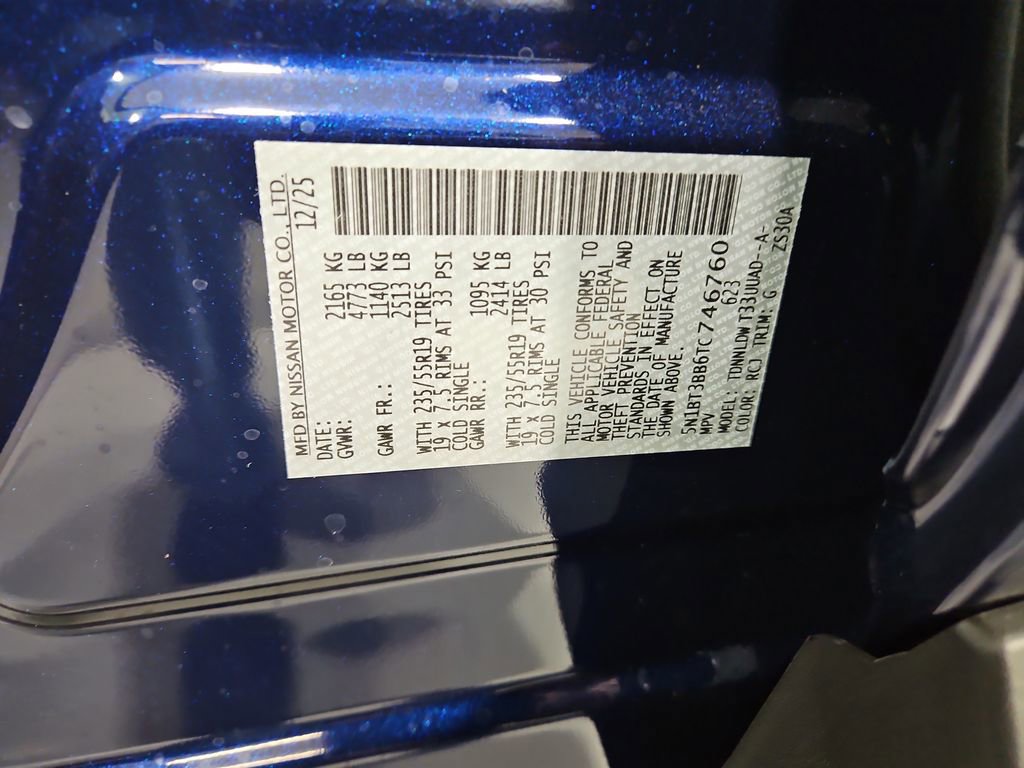 MFD BY NISSAN MOTOR CO., LTD.
DATE: 12/25
GVWR: 2165 KG
4773 LB
GAWR FR.: 1140 KG
2513 LB
WITH 235/55R19 TIRES
19 X 7.5 RIMS AT 33 PSI
COLD SINGLE
GAWR RR.: 1095 KG
2414 LB
WITH 235/55R19 TIRES
19 X 7.5 RIMS AT 30 PSI
COLD SINGLE
THIS VEHICLE CONFORMS TO
ALL APPLICABLE FEDERAL
MOTOR VEHICLE SAFETY AND
THEFT PREVENTION
STANDARDS IN EFFECT ON
THE DATE OF MANUFACTURE
SHOWN ABOVE.
5N1BT3BB6TC746760
MPV 623
MODEL: TDWNLDW T33UUAD--A-
COLOR: RCJ TRIM: G ZS30A